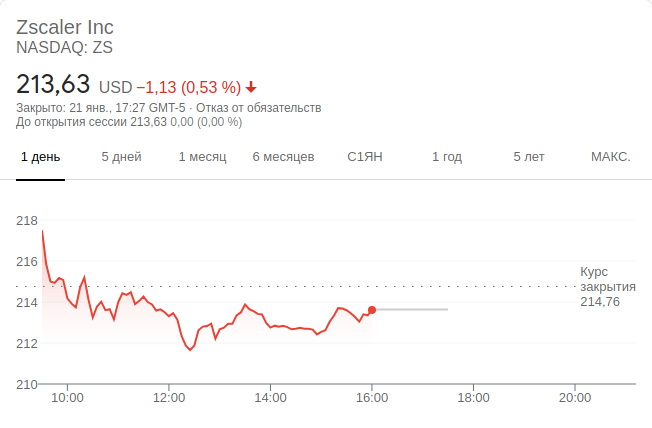 Zscaler Inc
NASDAQ: ZS
213,63 USD −1,13 (0,53 %)
Закрыто: 21 янв., 17:27 GMT-5 · Отказ от обязательств
До открытия сессии 213,63 0,00 (0,00 %)
1 день 5 дней 1 месяц 6 месяцев С1ЯН 1 год 5 лет МАКС.
218
216
Курс
закрытия
214,76
214
212
210
10:00 12:00 14:00 16:00 18:00 20:00